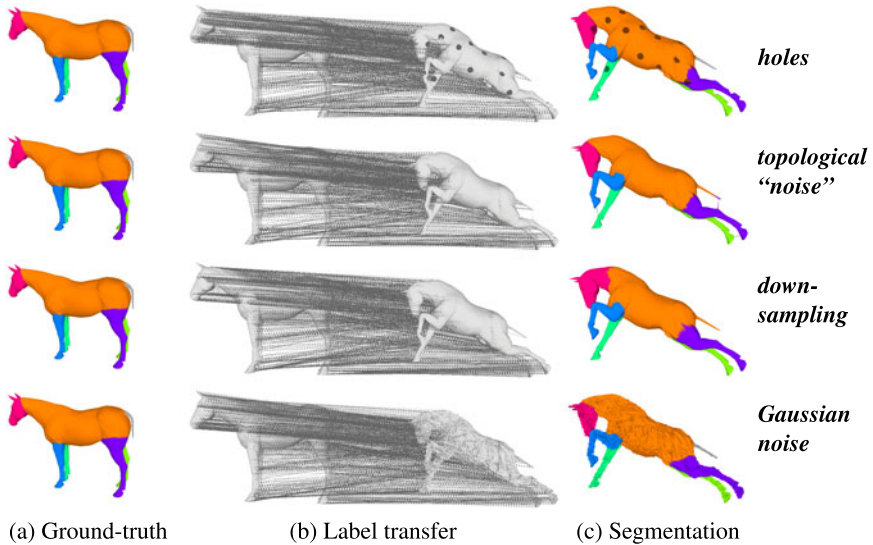 holes
topological
“noise”
down-
sampling
Gaussian
noise
(a) Ground-truth
(b) Label transfer
(c) Segmentation